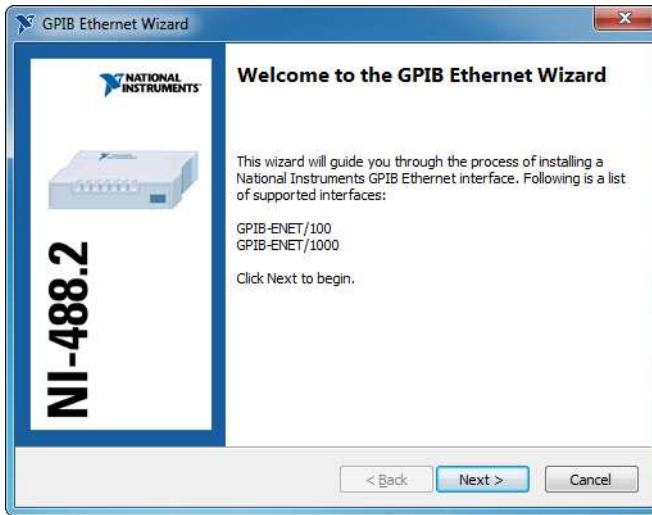 GPIB Ethernet Wizard
NATIONAL
INSTRUMENTS
NI-488.2
Welcome to the GPIB Ethernet Wizard
This wizard will guide you through the process of installing a
National Instruments GPIB Ethernet interface. Following is a list
of supported interfaces:
GPIB-ENET/100
GPIB-ENET/1000
Click Next to begin.
< Back
Next >
Cancel